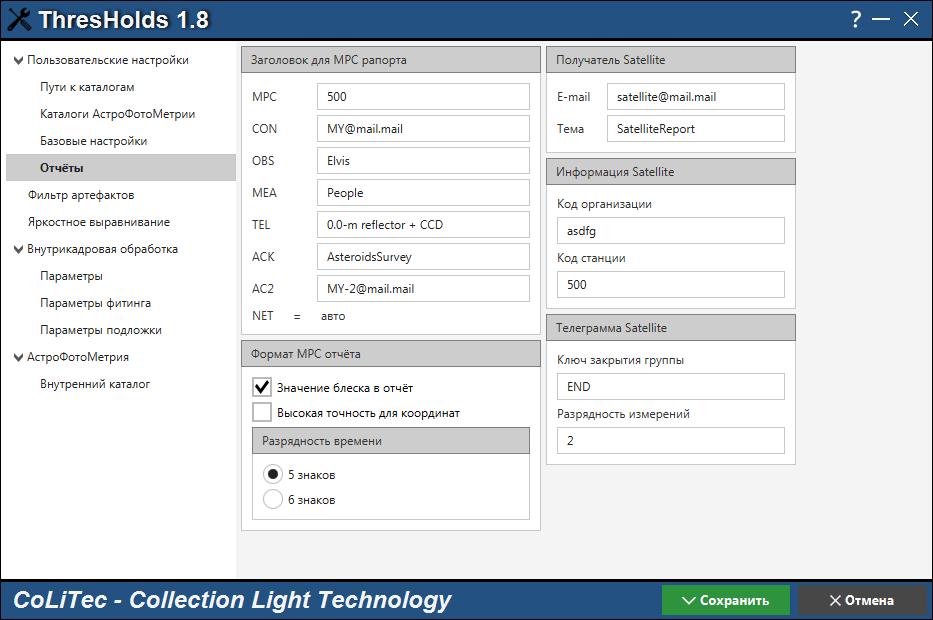 ThresHolds 1.8
?
Пользовательские настройки
Пути к каталогам
Каталоги АстроФотоМетрии
Базовые настройки
Отчёты
Фильтр артефактов
Яркостное выравнивание
Внутрикадровая обработка
Параметры
Параметры фитинга
Параметры подложки
АстроФотоМетрия
Внутренний каталог
Заголовок для MPC рапорта
MPC 500
CON MY@mail.mail
OBS Elvis
MEA People
TEL 0.0-m reflector + CCD
ACK AsteroidsSurvey
AC2 MY-2@mail.mail
NET = авто
Формат MPC отчёта
Значение блеска в отчёт
Высокая точность для координат
Разрядность времени
5 знаков
6 знаков
Получатель Satellite
E-mail satellite@mail.mail
Тема SatelliteReport
Информация Satellite
Код организации
asdfg
Код станции
500
Телеграмма Satellite
Ключ закрытия группы
END
Разрядность измерений
2
CoLiTec - Collection Light Technology
Сохранить
Отмена